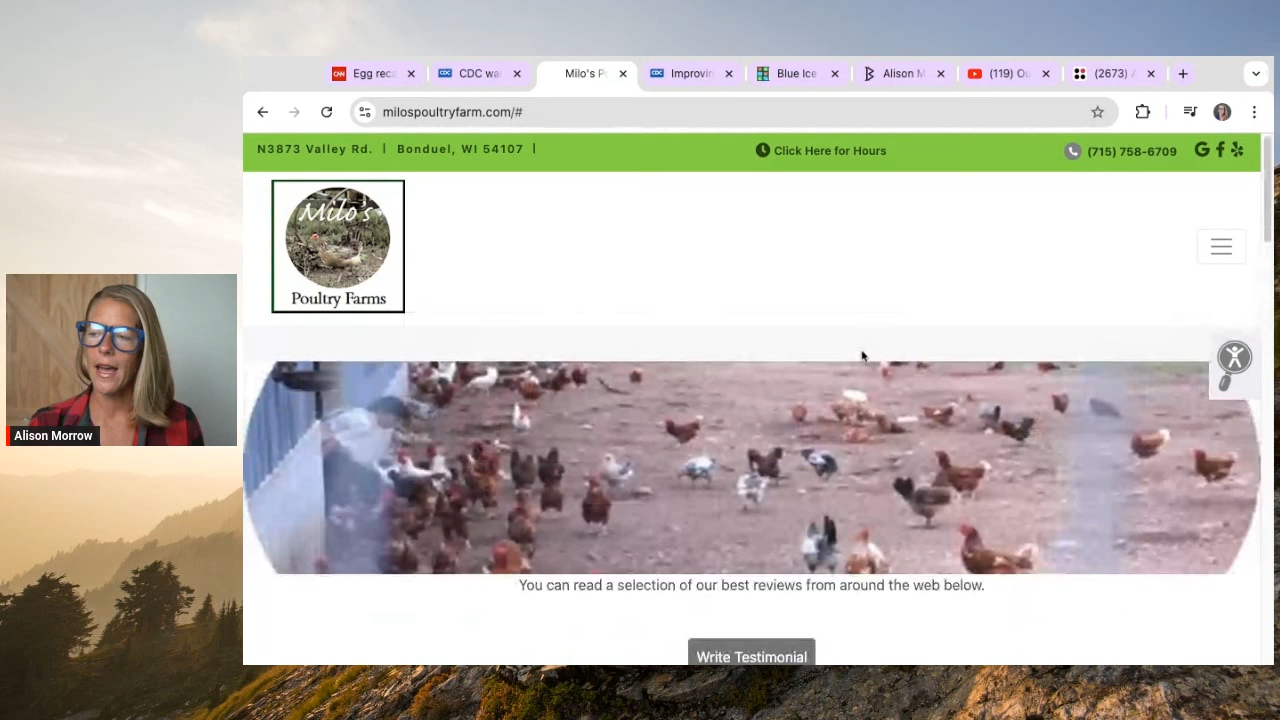 Egg reca
CDC wa
Milo's P
Improvin
Blue Ice
Alison M
(119) Ou
(2673) A
milospoultryfarm.com/#
N3873 Valley Rd. | Bonduel, WI 54107 |
Click Here for Hours
(715) 758-6709
Milo's
Poultry Farms
Alison Morrow
You can read a selection of our best reviews from around the web below.
Write Testimonial